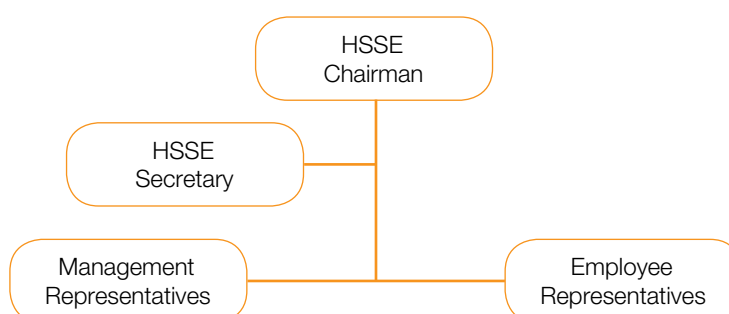 HSSE
Chairman
HSSE
Secretary
Management
Representatives
Employee
Representatives